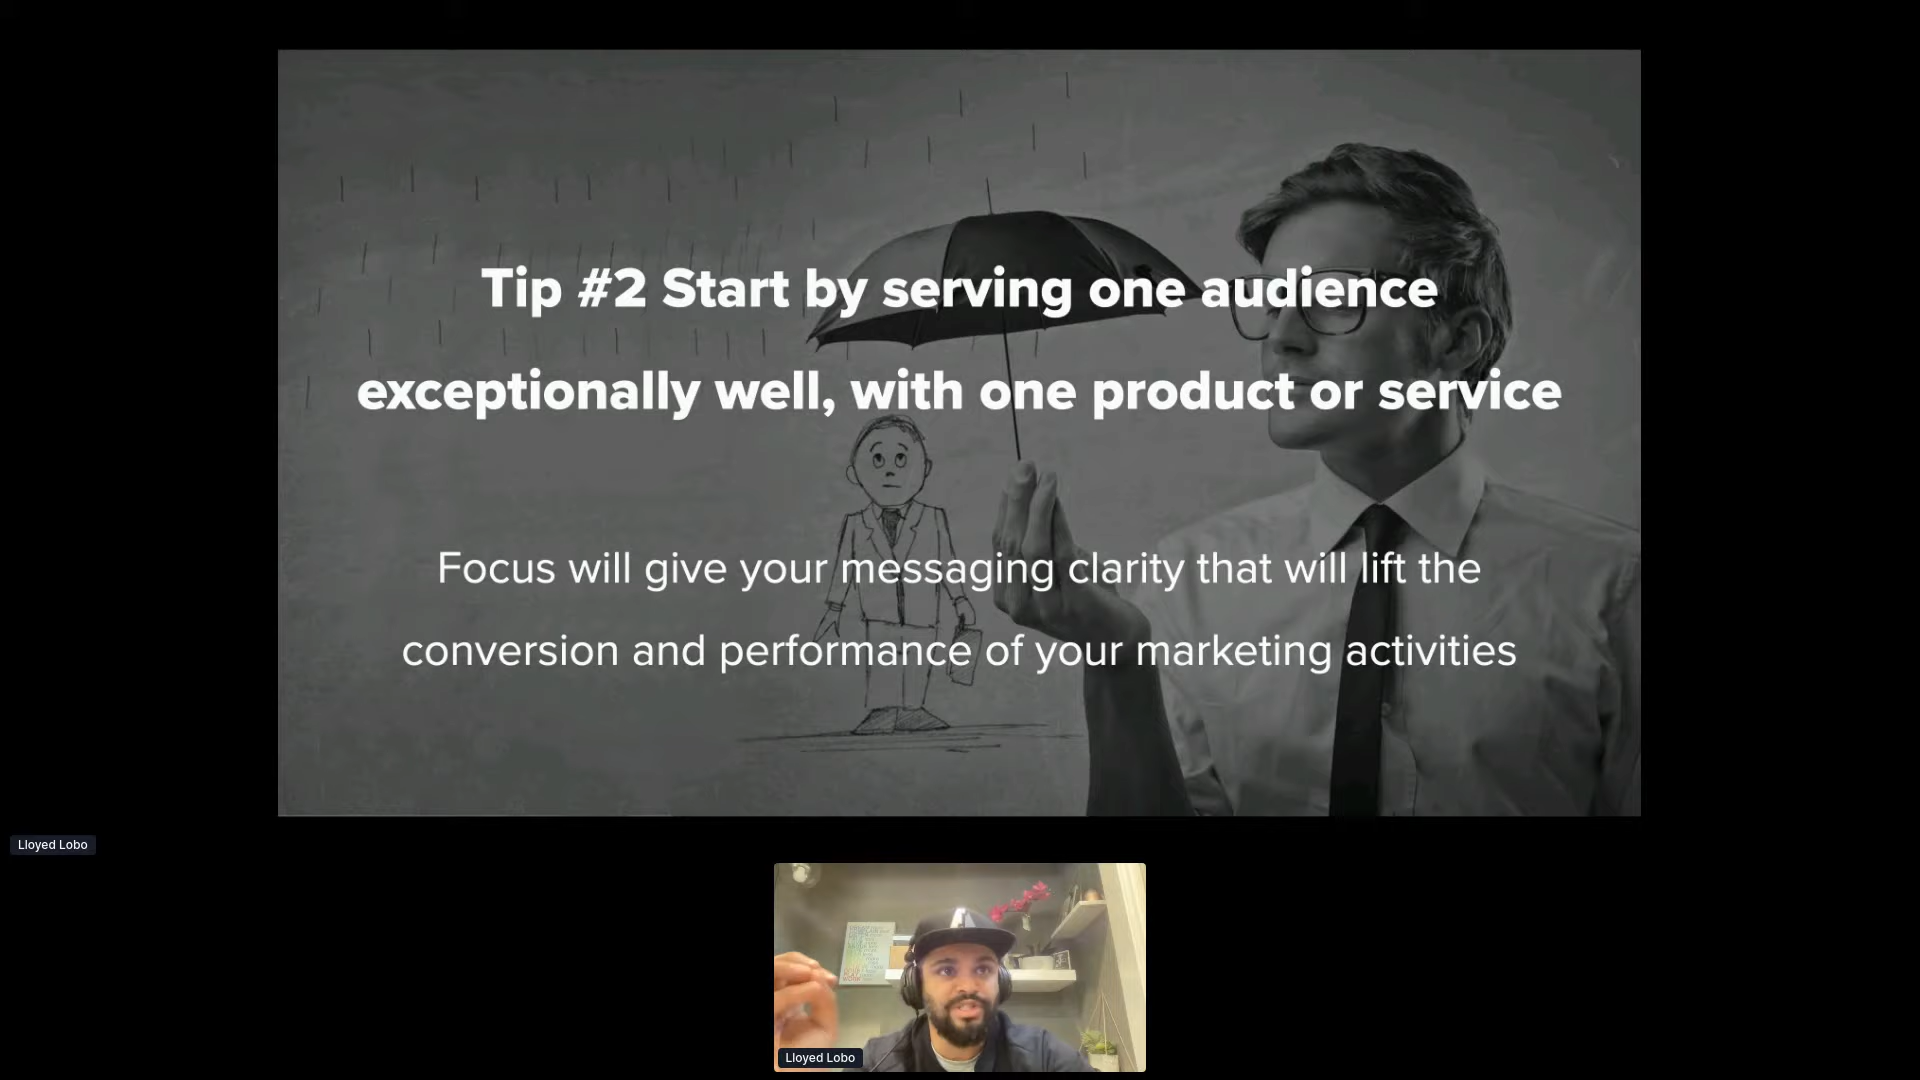 Tip #2 Start by serving one audience
exceptionally well, with one product or service
Focus will give your messaging clarity that will lift the
conversion and performance of your marketing activities
Lloyed Lobo
Lloyed Lobo